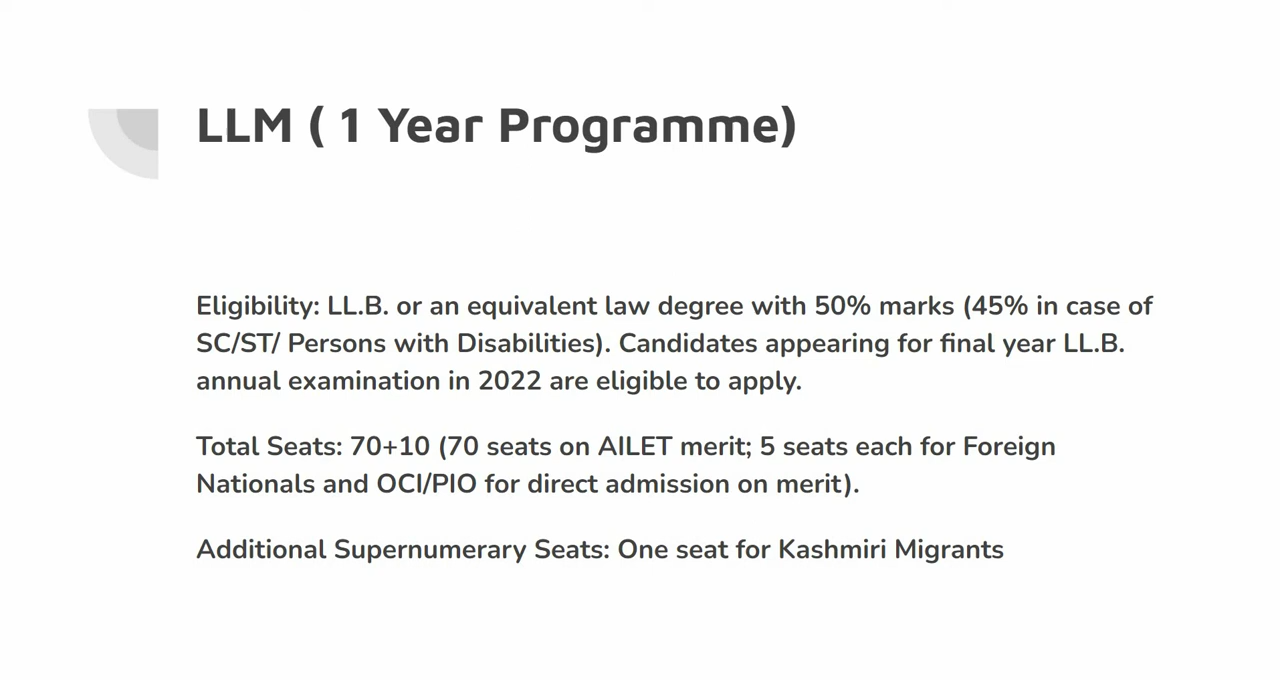 LLM ( 1 Year Programme)
Eligibility: LL.B. or an equivalent law degree with 50% marks (45% in case of
SC/ST/ Persons with Disabilities). Candidates appearing for final year LL.B.
annual examination in 2022 are eligible to apply.
Total Seats: 70+10 (70 seats on AILET merit; 5 seats each for Foreign
Nationals and OCI/PIO for direct admission on merit).
Additional Supernumerary Seats: One seat for Kashmiri Migrants